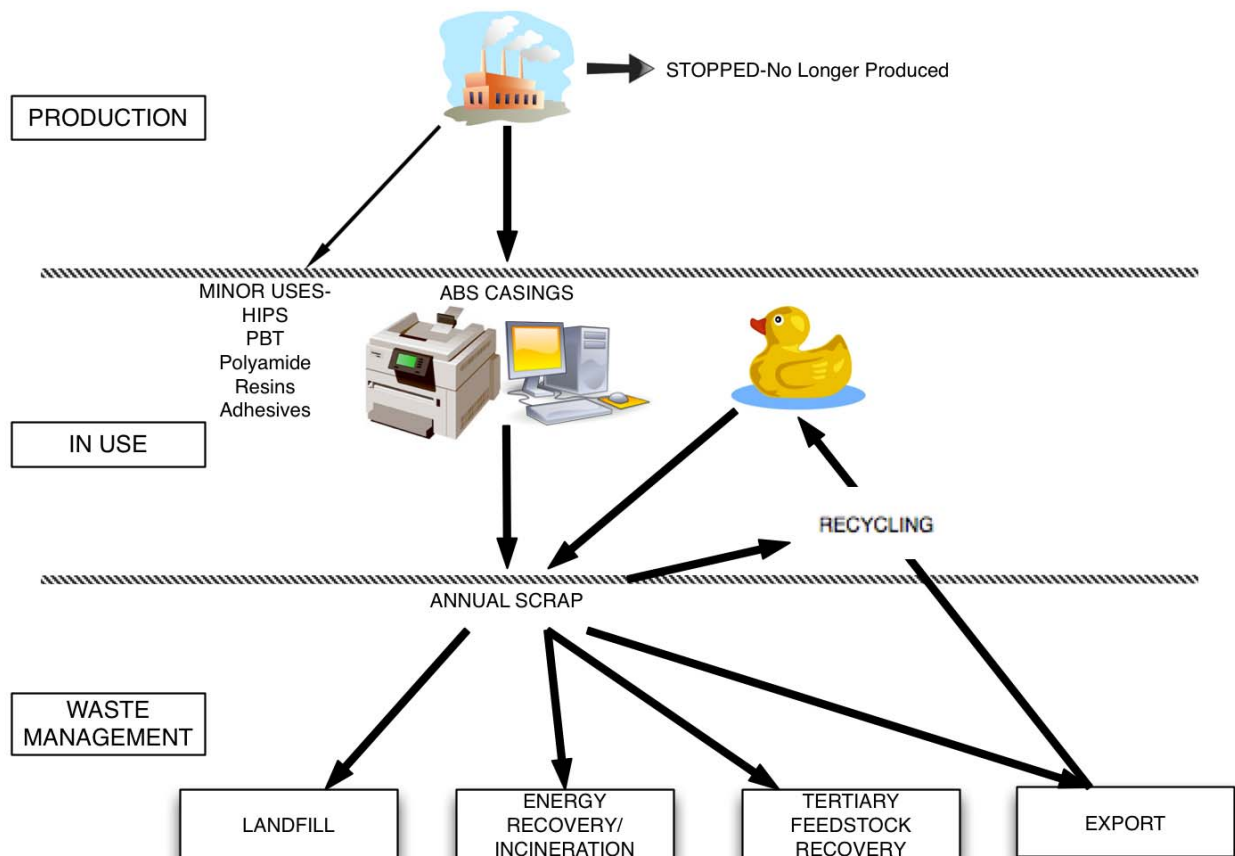 STOPPED-No Longer Produced
PRODUCTION
MINOR USES-
HIPS
PBT
Polyamide
Resins
Adhesives
ABS CASINGS
IN USE
RECYCLING
ANNUAL SCRAP
WASTE
MANAGEMENT
LANDFILL
ENERGY
RECOVERY/
INCINERATION
TERTIARY
FEEDSTOCK
RECOVERY
EXPORT